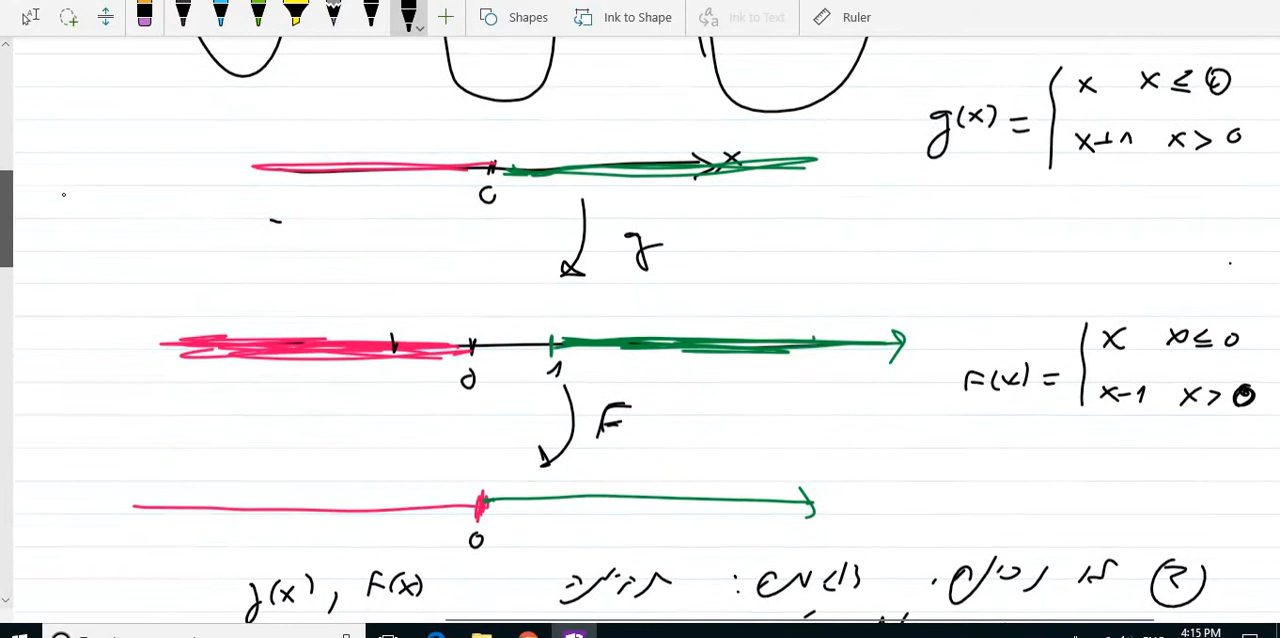 Shapes Ink to Shape Ink to Text Ruler
g(x) = { x x ≤ 0
x+1 x > 0
x
0
g
0 1
F(x) = { x x ≤ 0
x-1 x > 0
F
0
g(x), F(x) (2)
4:15 PM